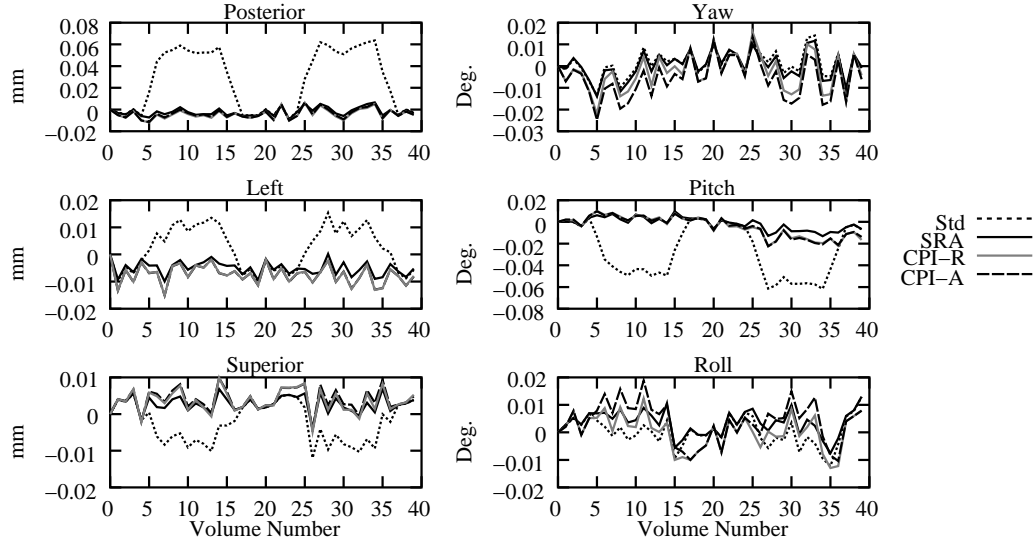 Posterior
mm
0.08
0.06
0.04
0.02
0
−0.02
0 5 10 15 20 25 30 35 40
Yaw
Deg.
0.02
0.01
0
−0.01
−0.02
−0.03
0 5 10 15 20 25 30 35 40
Left
mm
0.02
0.01
0
−0.01
−0.02
0 5 10 15 20 25 30 35 40
Pitch
Deg.
0.02
0
−0.02
−0.04
−0.06
−0.08
0 5 10 15 20 25 30 35 40
Std
SRA
CPI−R
CPI−A
Superior
mm
0.01
0
−0.01
−0.02
0 5 10 15 20 25 30 35 40
Volume Number
Roll
Deg.
0.02
0.01
0
−0.01
−0.02
0 5 10 15 20 25 30 35 40
Volume Number